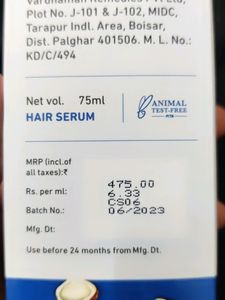 Vardhaman Remedies Pvt Ltd,
Plot No. J-101 & J-102, MIDC,
Tarapur Indl. Area, Boisar,
Dist. Palghar 401506. M. L. No.:
KD/C/494
Net vol. 75ml
HAIR SERUM
ANIMAL
TEST-FREE
MRP (incl.of
all taxes):₹
475.00
Rs. per ml:
6.33
Batch No.:
CS06
06/2023
Mfg. Dt:
Use before 24 months from Mfg. Dt.